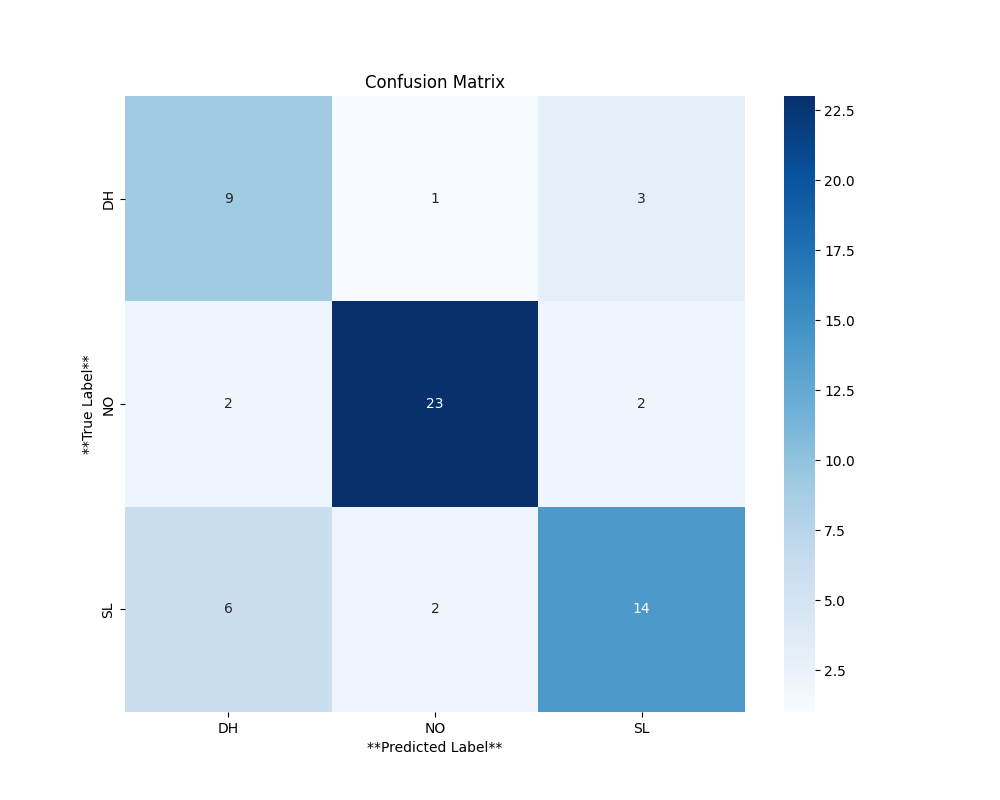 Confusion Matrix
DH
9 1 3
NO
2 23 2
SL
6 2 14
**True Label**
DH NO SL
**Predicted Label**
22.5
20.0
17.5
15.0
12.5
10.0
7.5
5.0
2.5